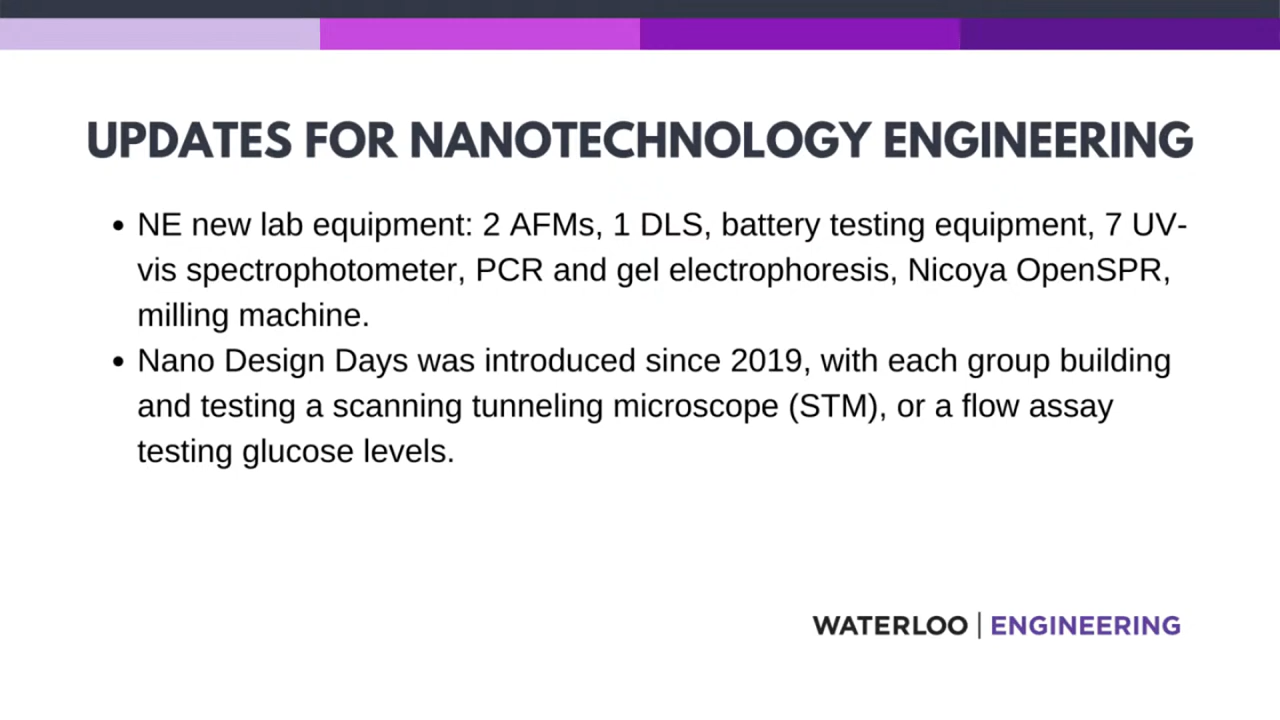 UPDATES FOR NANOTECHNOLOGY ENGINEERING
• NE new lab equipment: 2 AFMs, 1 DLS, battery testing equipment, 7 UV-
vis spectrophotometer, PCR and gel electrophoresis, Nicoya OpenSPR,
milling machine.
• Nano Design Days was introduced since 2019, with each group building
and testing a scanning tunneling microscope (STM), or a flow assay
testing glucose levels.
WATERLOO | ENGINEERING